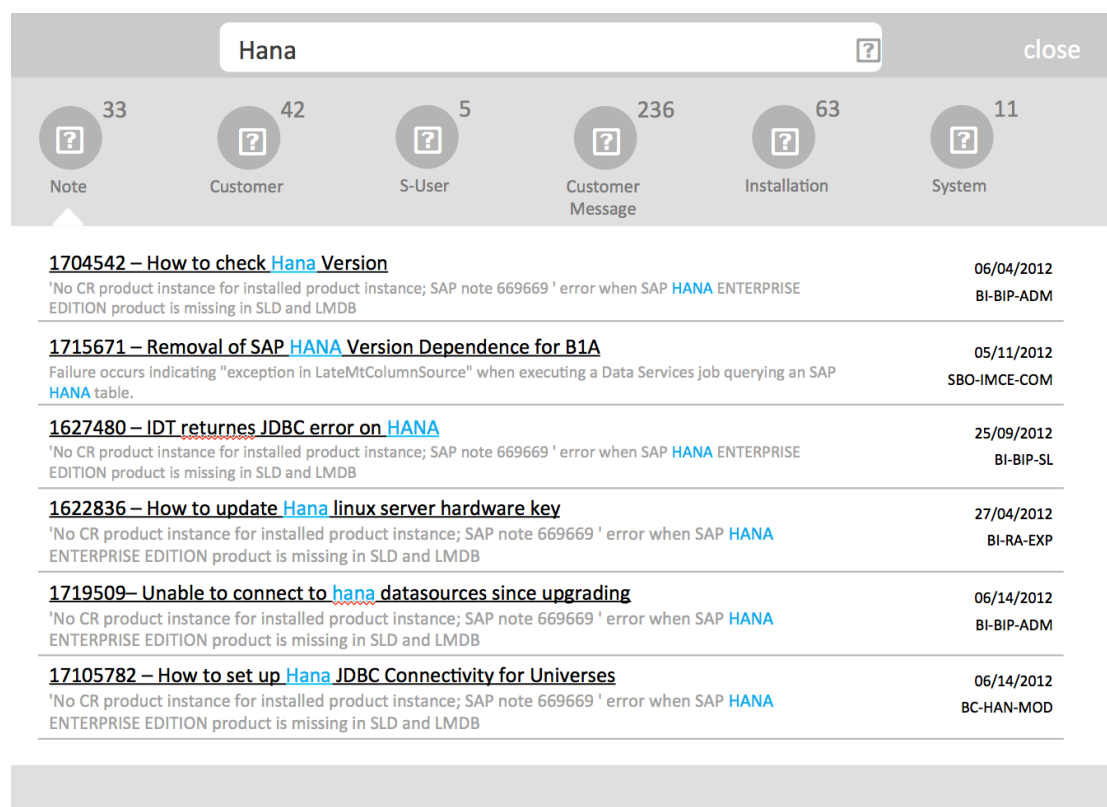 Hana
close
33
42
5
236
63
11
Note
Customer
S-User
Customer
Message
Installation
System
1704542 – How to check Hana Version
06/04/2012
'No CR product instance for installed product instance; SAP note 669669 ' error when SAP HANA ENTERPRISE
EDITION product is missing in SLD and LMDB
BI-BIP-ADM
1715671 – Removal of SAP HANA Version Dependence for B1A
05/11/2012
Failure occurs indicating "exception in LateMtColumnSource" when executing a Data Services job querying an SAP
HANA table.
SBO-IMCE-COM
1627480 – IDT returnes JDBC error on HANA
25/09/2012
'No CR product instance for installed product instance; SAP note 669669 ' error when SAP HANA ENTERPRISE
EDITION product is missing in SLD and LMDB
BI-BIP-SL
1622836 – How to update Hana linux server hardware key
27/04/2012
'No CR product instance for installed product instance; SAP note 669669 ' error when SAP HANA
ENTERPRISE EDITION product is missing in SLD and LMDB
BI-RA-EXP
1719509– Unable to connect to hana datasources since upgrading
06/14/2012
'No CR product instance for installed product instance; SAP note 669669 ' error when SAP HANA
ENTERPRISE EDITION product is missing in SLD and LMDB
BI-BIP-ADM
17105782 – How to set up Hana JDBC Connectivity for Universes
06/14/2012
'No CR product instance for installed product instance; SAP note 669669 ' error when SAP HANA
ENTERPRISE EDITION product is missing in SLD and LMDB
BC-HAN-MOD